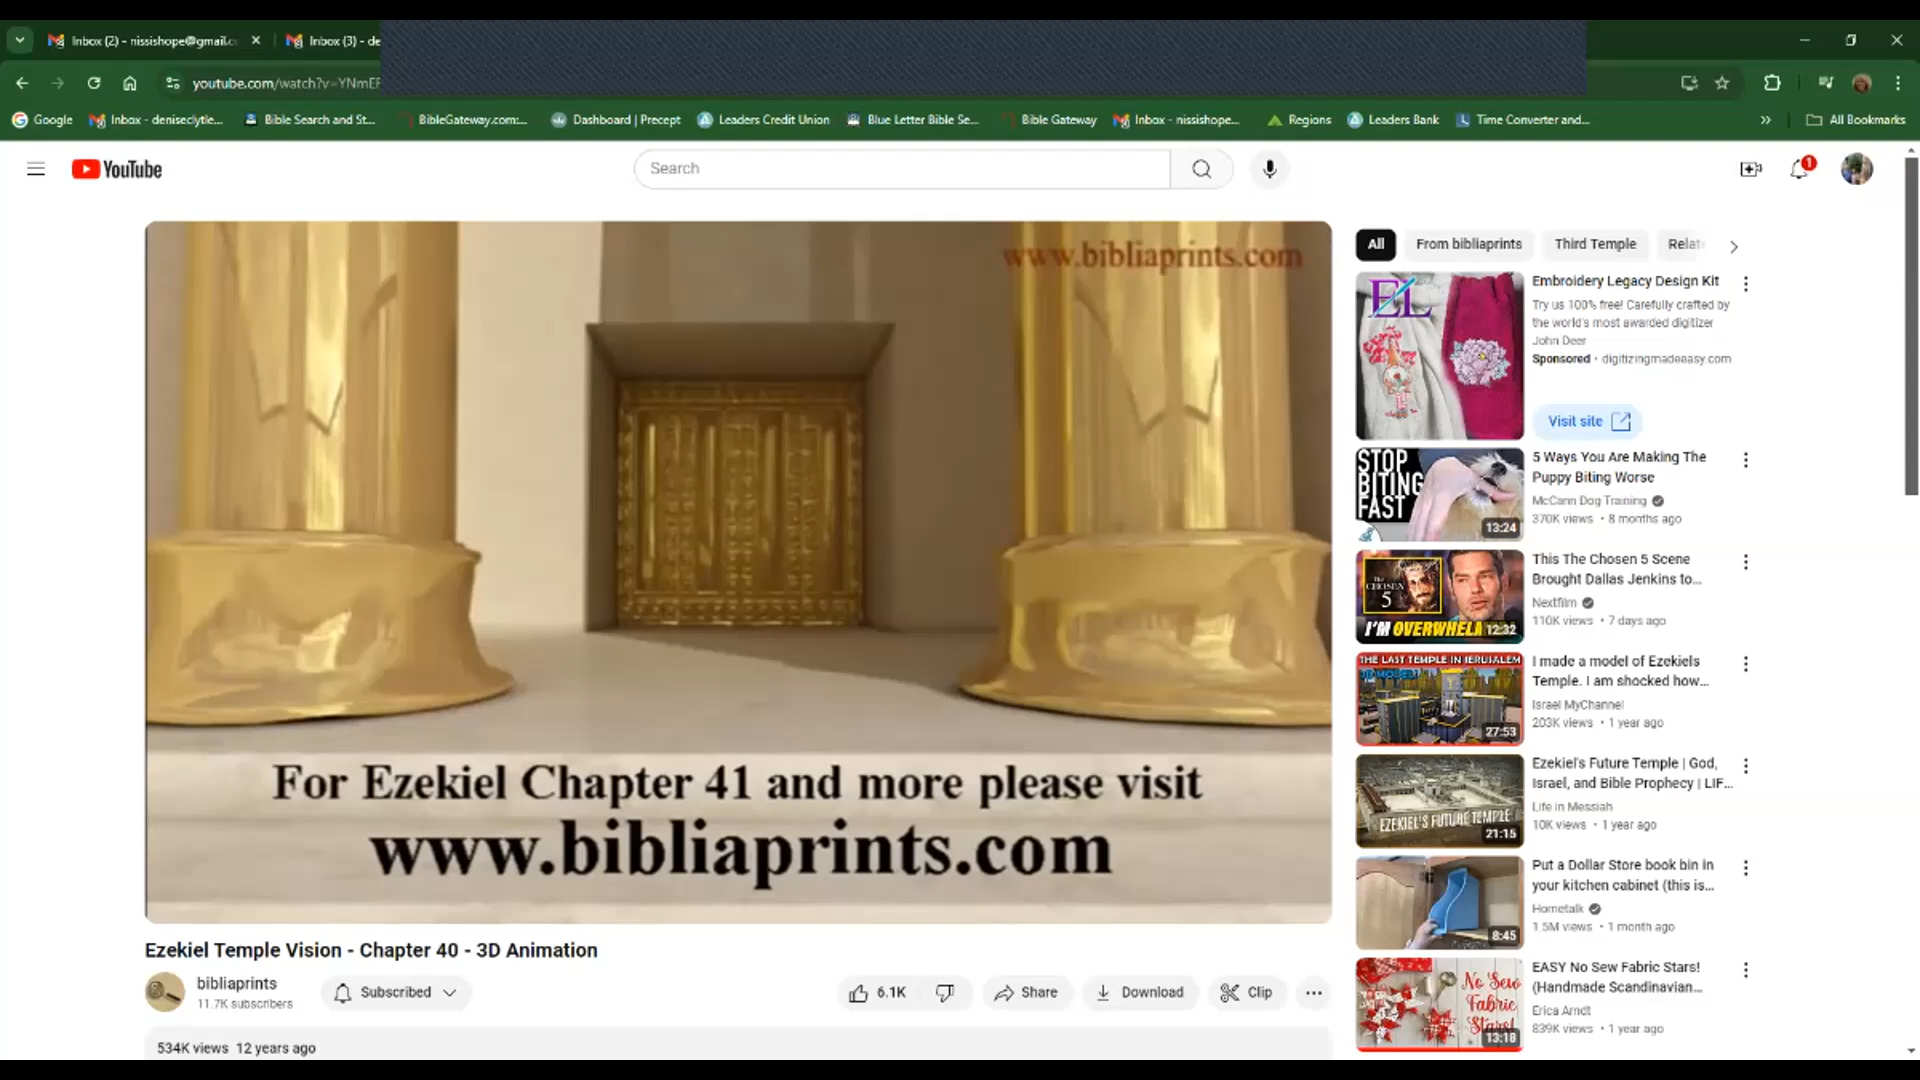 Inbox (2) - nissishope@gmail.c
Inbox (3) - de
youtube.com/watch?v=YNmEF
Google
Inbox - deniseclytle...
Bible Search and St...
BibleGateway.com:...
Dashboard | Precept
Leaders Credit Union
Blue Letter Bible Se...
Bible Gateway
Inbox - nissishope...
Regions
Leaders Bank
Time Converter and...
All Bookmarks
YouTube
Search
1
www.bibliaprints.com
For Ezekiel Chapter 41 and more please visit
www.bibliaprints.com
Ezekiel Temple Vision - Chapter 40 - 3D Animation
bibliaprints
11.7K subscribers
Subscribed
6.1K
Share
Download
Clip
534K views 12 years ago
All
From bibliaprints
Third Temple
Relat
EL
Embroidery Legacy Design Kit
Try us 100% free! Carefully crafted by
the world's most awarded digitizer
John Deer
Sponsored · digitizingmadeeasy.com
Visit site
STOP
BITING
FAST
13:24
5 Ways You Are Making The
Puppy Biting Worse
McCann Dog Training
370K views · 8 months ago
THE CHOSEN
5
I'M OVERWHELM
12:32
This The Chosen 5 Scene
Brought Dallas Jenkins to...
Nextfilm
110K views · 7 days ago
THE LAST TEMPLE IN JERUSALEM
3D MODEL
27:53
I made a model of Ezekiels
Temple. I am shocked how...
Israel MyChannel
203K views · 1 year ago
EZEKIEL'S FUTURE TEMPLE
21:15
Ezekiel's Future Temple | God,
Israel, and Bible Prophecy | LIF...
Life in Messiah
10K views · 1 year ago
8:45
Put a Dollar Store book bin in
your kitchen cabinet (this is...
Hometalk
1.5M views · 1 month ago
No Sew
Fabric
Stars!
13:18
EASY No Sew Fabric Stars!
(Handmade Scandinavian...
Erica Arndt
839K views · 1 year ago